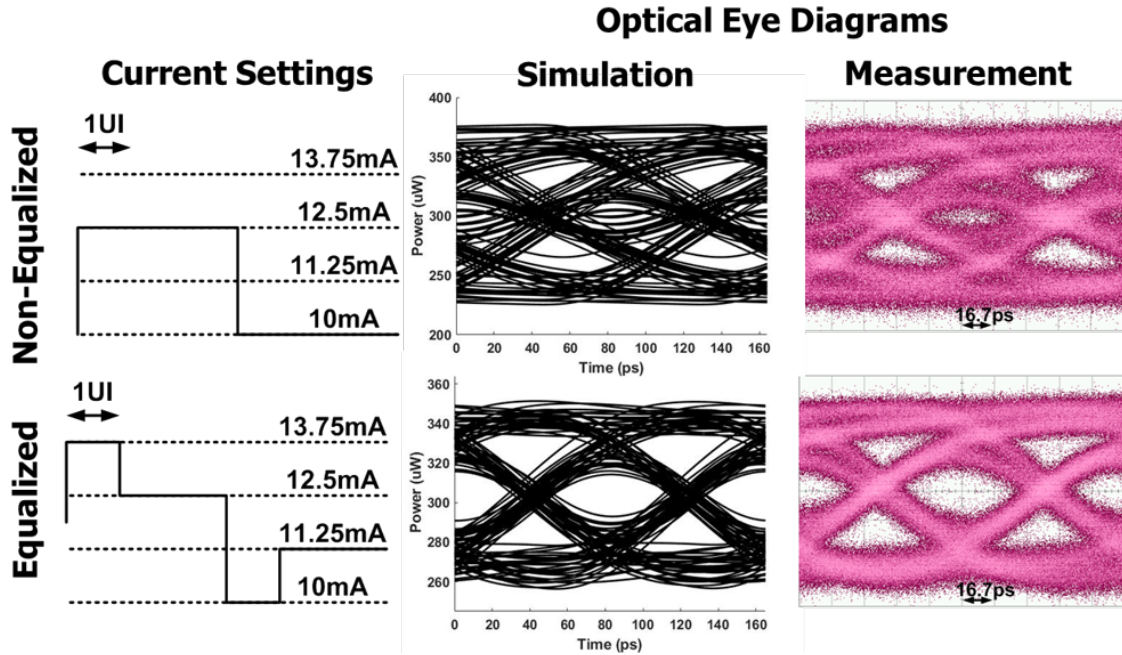 Optical Eye Diagrams
Current Settings
Simulation
Measurement
Non-Equalized
1UI
13.75mA
12.5mA
11.25mA
10mA
400
350
300
250
200
Power (uW)
0 20 40 60 80 100 120 140 160
Time (ps)
16.7ps
Equalized
1UI
13.75mA
12.5mA
11.25mA
10mA
360
340
320
300
280
260
Power (uW)
0 20 40 60 80 100 120 140 160
Time (ps)
16.7ps